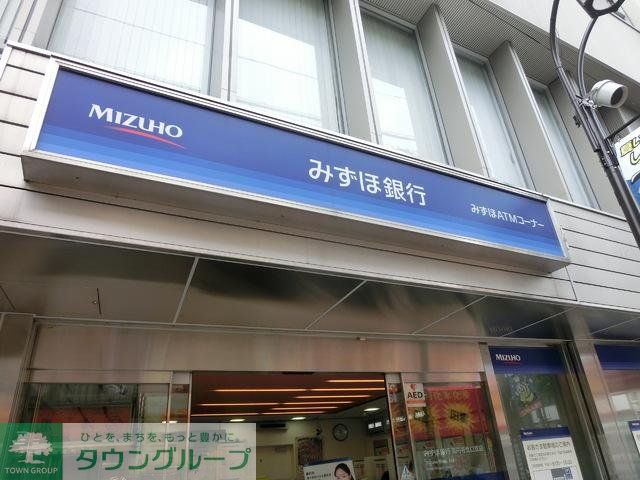 MIZUHO
みずほ銀行
みずほATMコーナー
MIZUHO
AED
ひとを、まちを、もっと豊かに。
タウングループ
TOWN GROUP